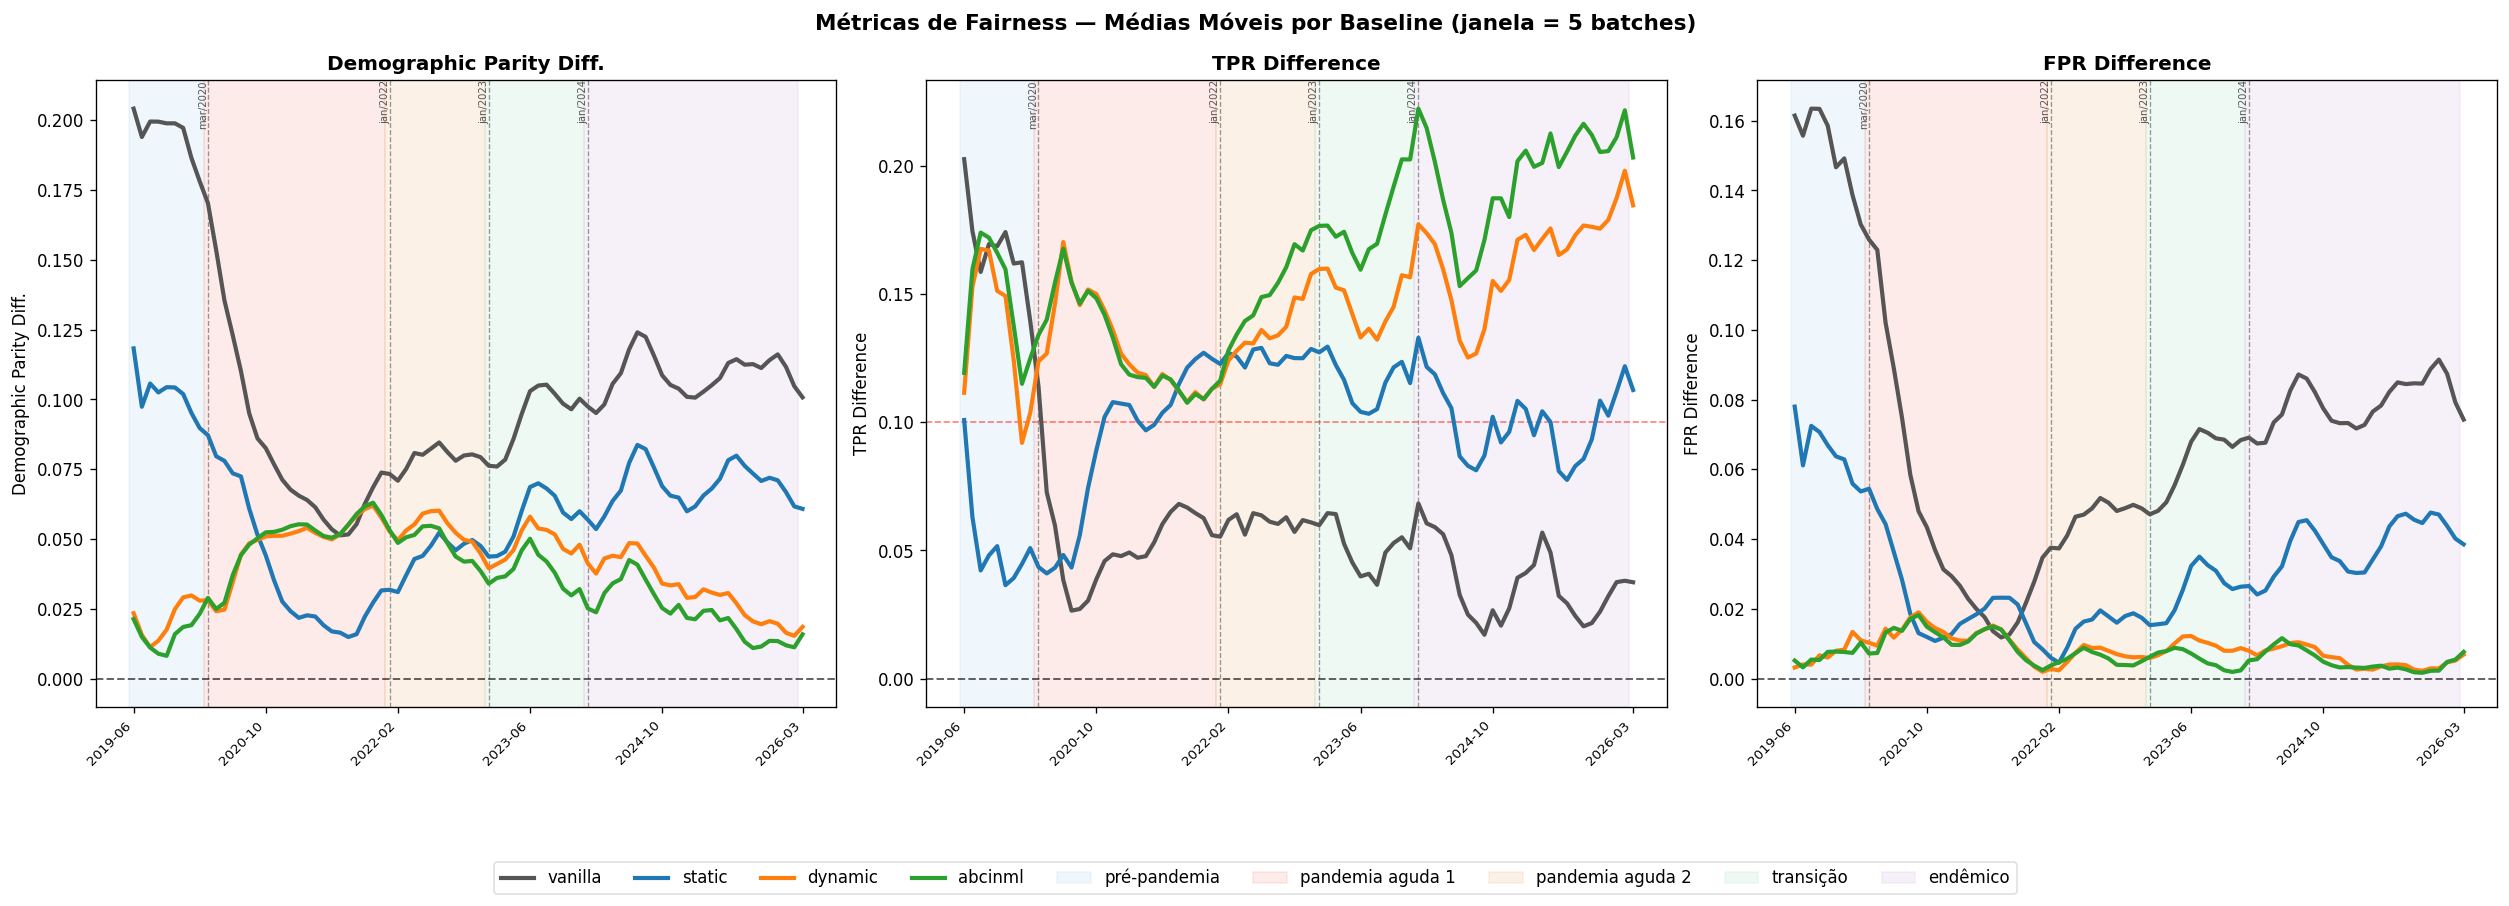 Métricas de Fairness — Médias Móveis por Baseline (janela = 5 batches)
Demographic Parity Diff.
Demographic Parity Diff.
0.200
0.175
0.150
0.125
0.100
0.075
0.050
0.025
0.000
mar/2020
jan/2022
jan/2023
jan/2024
2019-06
2020-10
2022-02
2023-06
2024-10
2026-03
TPR Difference
TPR Difference
0.20
0.15
0.10
0.05
0.00
mar/2020
jan/2022
jan/2023
jan/2024
2019-06
2020-10
2022-02
2023-06
2024-10
2026-03
FPR Difference
FPR Difference
0.16
0.14
0.12
0.10
0.08
0.06
0.04
0.02
0.00
mar/2020
jan/2022
jan/2023
jan/2024
2019-06
2020-10
2022-02
2023-06
2024-10
2026-03
vanilla static dynamic abcinml pré-pandemia pandemia aguda 1 pandemia aguda 2 transição endêmico